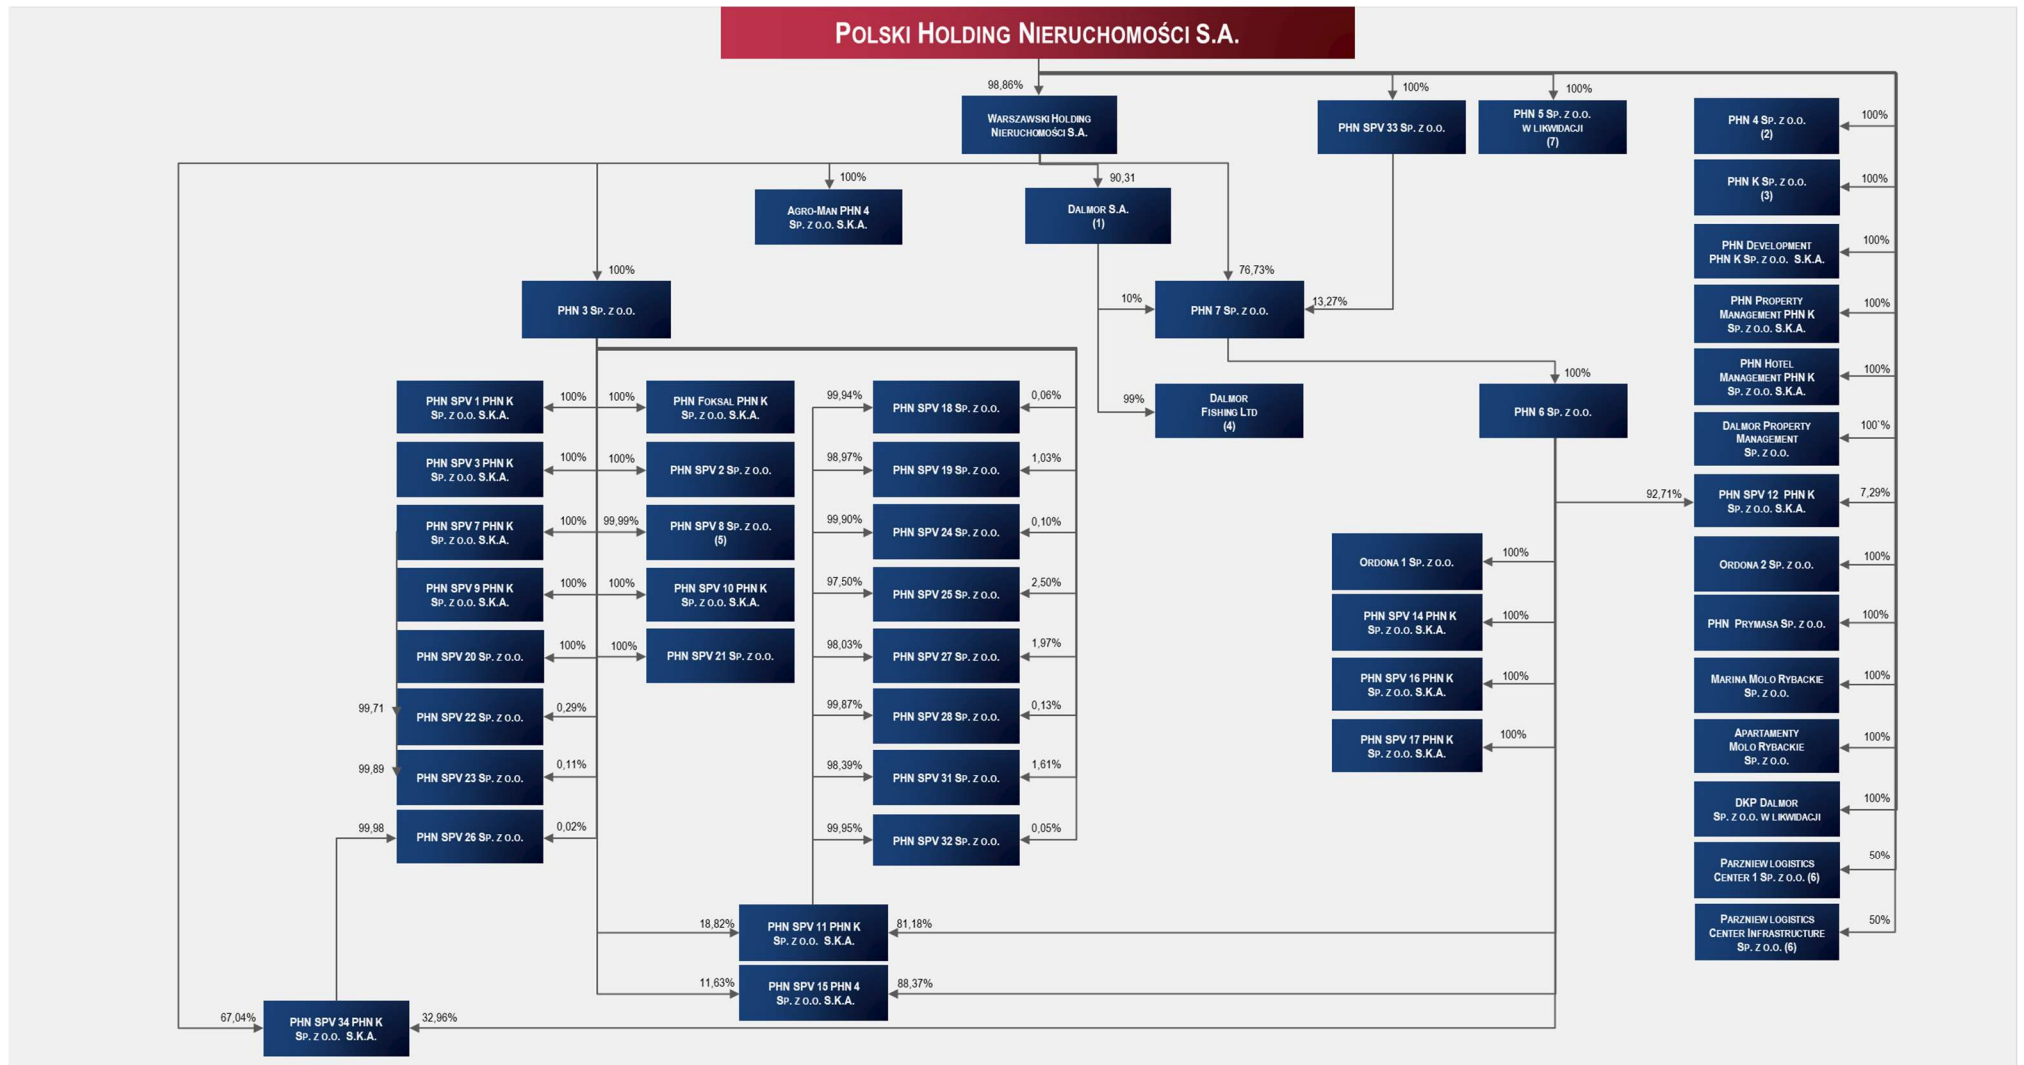 POLSKI HOLDING NIERUCHOMOŚCI S.A.
98,86%
WARSZAWSKI HOLDING
NIERUCHOMOŚCI S.A.
100%
PHN SPV 33 SP. Z O.O.
100%
PHN 5 SP. Z O.O.
W LIKWIDACJI
(7)
100%
PHN 4 SP. Z O.O.
(2)
100%
PHN K SP. Z O.O.
(3)
100%
PHN DEVELOPMENT
PHN K SP. Z O.O. S.K.A.
100%
PHN PROPERTY
MANAGEMENT PHN K
SP. Z O.O. S.K.A.
100%
PHN HOTEL
MANAGEMENT PHN K
SP. Z O.O. S.K.A.
100%
DALMOR PROPERTY
MANAGEMENT
SP. Z O.O.
100`%
92,71%
PHN SPV 12 PHN K
SP. Z O.O. S.K.A.
7,29%
ORDONA 2 SP. Z O.O.
100%
PHN PRYMASA SP. Z O.O.
100%
MARINA MOLO RYBACKIE
SP. Z O.O.
100%
APARTAMENTY
MOLO RYBACKIE
SP. Z O.O.
100%
DKP DALMOR
SP. Z O.O. W LIKWIDACJI
100%
PARZNIEW LOGISTICS
CENTER 1 SP. Z O.O. (6)
50%
PARZNIEW LOGISTICS
CENTER INFRASTRUCTURE
SP. Z O.O. (6)
50%
100%
AGRO-MAN PHN 4
SP. Z O.O. S.K.A.
90,31
DALMOR S.A.
(1)
100%
PHN 3 SP. Z O.O.
76,73%
10%
PHN 7 SP. Z O.O.
13,27%
99%
DALMOR
FISHING LTD
(4)
100%
PHN 6 SP. Z O.O.
PHN SPV 1 PHN K
SP. Z O.O. S.K.A.
100%
100%
PHN FOKSAL PHN K
SP. Z O.O. S.K.A.
99,94%
PHN SPV 18 SP. Z O.O.
0,06%
PHN SPV 3 PHN K
SP. Z O.O. S.K.A.
100%
100%
PHN SPV 2 SP. Z O.O.
98,97%
PHN SPV 19 SP. Z O.O.
1,03%
PHN SPV 7 PHN K
SP. Z O.O. S.K.A.
100%
99,99%
PHN SPV 8 SP. Z O.O.
(5)
99,90%
PHN SPV 24 SP. Z O.O.
0,10%
PHN SPV 9 PHN K
SP. Z O.O. S.K.A.
100%
100%
PHN SPV 10 PHN K
SP. Z O.O. S.K.A.
97,50%
PHN SPV 25 SP. Z O.O.
2,50%
PHN SPV 20 SP. Z O.O.
100%
100%
PHN SPV 21 SP. Z O.O.
98,03%
PHN SPV 27 SP. Z O.O.
1,97%
99,71
PHN SPV 22 SP. Z O.O.
0,29%
99,87%
PHN SPV 28 SP. Z O.O.
0,13%
99,89
PHN SPV 23 SP. Z O.O.
0,11%
98,39%
PHN SPV 31 SP. Z O.O.
1,61%
99,98
PHN SPV 26 SP. Z O.O.
0,02%
99,95%
PHN SPV 32 SP. Z O.O.
0,05%
ORDONA 1 SP. Z O.O.
100%
PHN SPV 14 PHN K
SP. Z O.O. S.K.A.
100%
PHN SPV 16 PHN K
SP. Z O.O. S.K.A.
100%
PHN SPV 17 PHN K
SP. Z O.O. S.K.A.
100%
18,82%
PHN SPV 11 PHN K
SP. Z O.O. S.K.A.
81,18%
11,63%
PHN SPV 15 PHN 4
SP. Z O.O. S.K.A.
88,37%
67,04%
PHN SPV 34 PHN K
SP. Z O.O. S.K.A.
32,96%